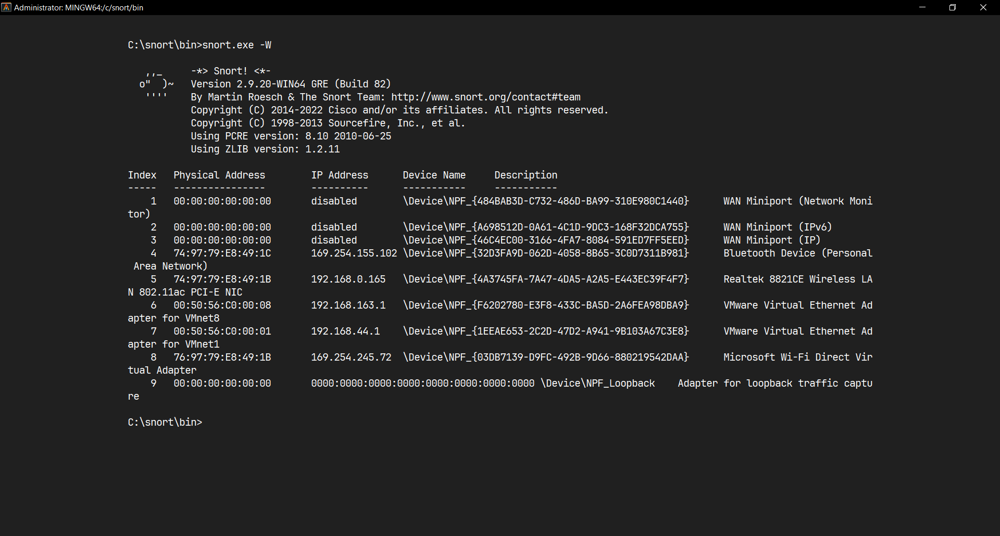 Administrator: MINGW64:/c/snort/bin
C:\snort\bin>snort.exe -W
   ,,_     -*> Snort! <*-
  o"  )~   Version 2.9.20-WIN64 GRE (Build 82)
   ''''    By Martin Roesch & The Snort Team: http://www.snort.org/contact#team
           Copyright (C) 2014-2022 Cisco and/or its affiliates. All rights reserved.
           Copyright (C) 1998-2013 Sourcefire, Inc., et al.
           Using PCRE version: 8.10 2010-06-25
           Using ZLIB version: 1.2.11
Index   Physical Address        IP Address      Device Name     Description
-----   ----------------        ----------      -----------     -----------
    1   00:00:00:00:00:00       disabled        \Device\NPF_{484BAB3D-C732-486D-BA99-310E980C1440}      WAN Miniport (Network Moni
tor)
    2   00:00:00:00:00:00       disabled        \Device\NPF_{A698512D-0A61-4C1D-9DC3-168F32DCA755}      WAN Miniport (IPv6)
    3   00:00:00:00:00:00       disabled        \Device\NPF_{46C4EC00-3166-4FA7-8084-591ED7FF5EED}      WAN Miniport (IP)
    4   74:97:79:E8:49:1C       169.254.155.102 \Device\NPF_{32D3FA9D-062D-4058-8B65-3C0D7311B981}      Bluetooth Device (Personal
 Area Network)
    5   74:97:79:E8:49:1B       192.168.0.165   \Device\NPF_{4A3745FA-7A47-4DA5-A2A5-E443EC39F4F7}      Realtek 8821CE Wireless LA
N 802.11ac PCI-E NIC
    6   00:50:56:C0:00:08       192.168.163.1   \Device\NPF_{F6202780-E3F8-433C-BA5D-2A6FEA98DBA9}      VMware Virtual Ethernet Ad
apter for VMnet8
    7   00:50:56:C0:00:01       192.168.44.1    \Device\NPF_{1EEAE653-2C2D-47D2-A941-9B103A67C3E8}      VMware Virtual Ethernet Ad
apter for VMnet1
    8   76:97:79:E8:49:1B       169.254.245.72  \Device\NPF_{03DB7139-D9FC-492B-9D66-880219542DAA}      Microsoft Wi-Fi Direct Vir
tual Adapter
    9   00:00:00:00:00:00       0000:0000:0000:0000:0000:0000:0000:0000 \Device\NPF_Loopback    Adapter for loopback traffic captu
re
C:\snort\bin>